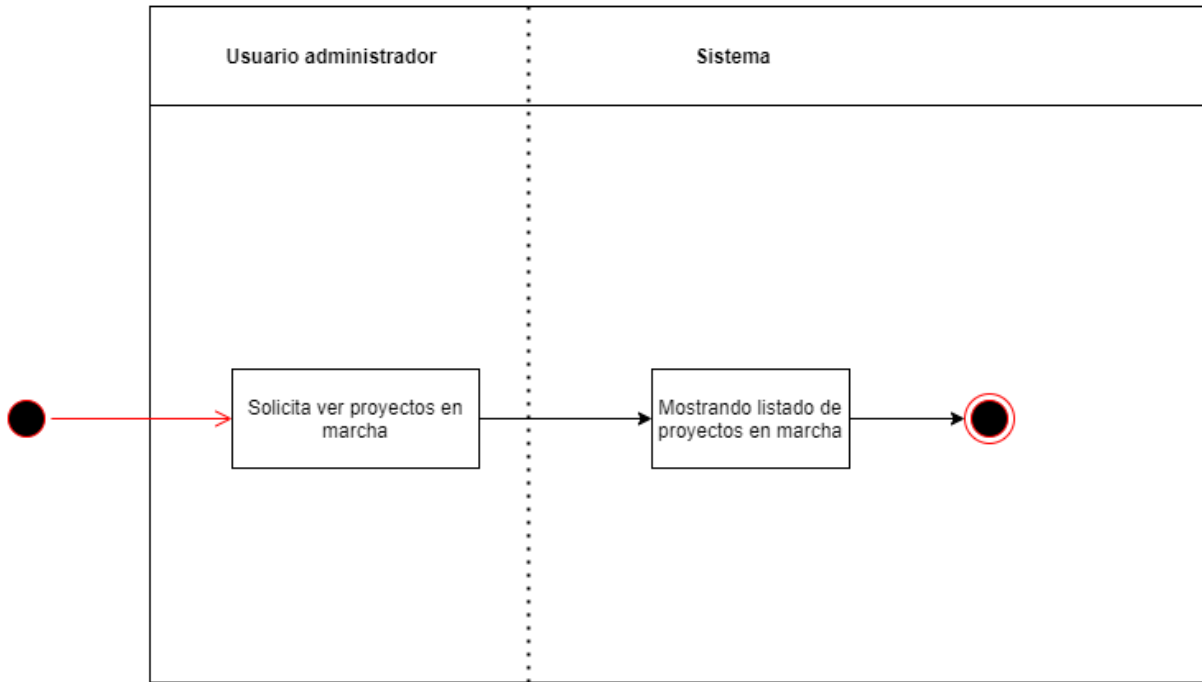 Usuario administrador
Sistema
Solicita ver proyectos en
marcha
Mostrando listado de
proyectos en marcha